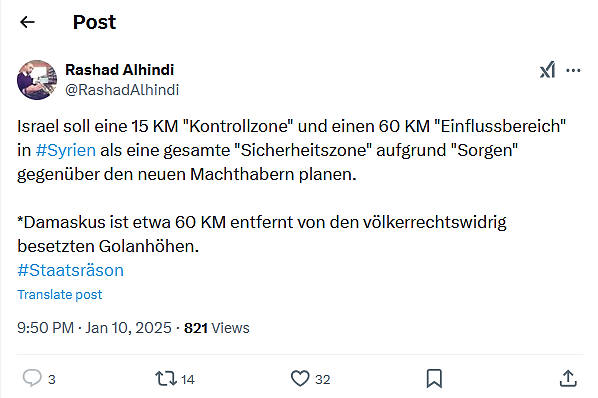 Post
Rashad Alhindi
@RashadAlhindi
Israel soll eine 15 KM "Kontrollzone" und einen 60 KM "Einflussbereich"
in #Syrien als eine gesamte "Sicherheitszone" aufgrund "Sorgen"
gegenüber den neuen Machthabern planen.
*Damaskus ist etwa 60 KM entfernt von den völkerrechtswidrig
besetzten Golanhöhen.
#Staatsräson
Translate post
9:50 PM · Jan 10, 2025 · 821 Views
3 14 32